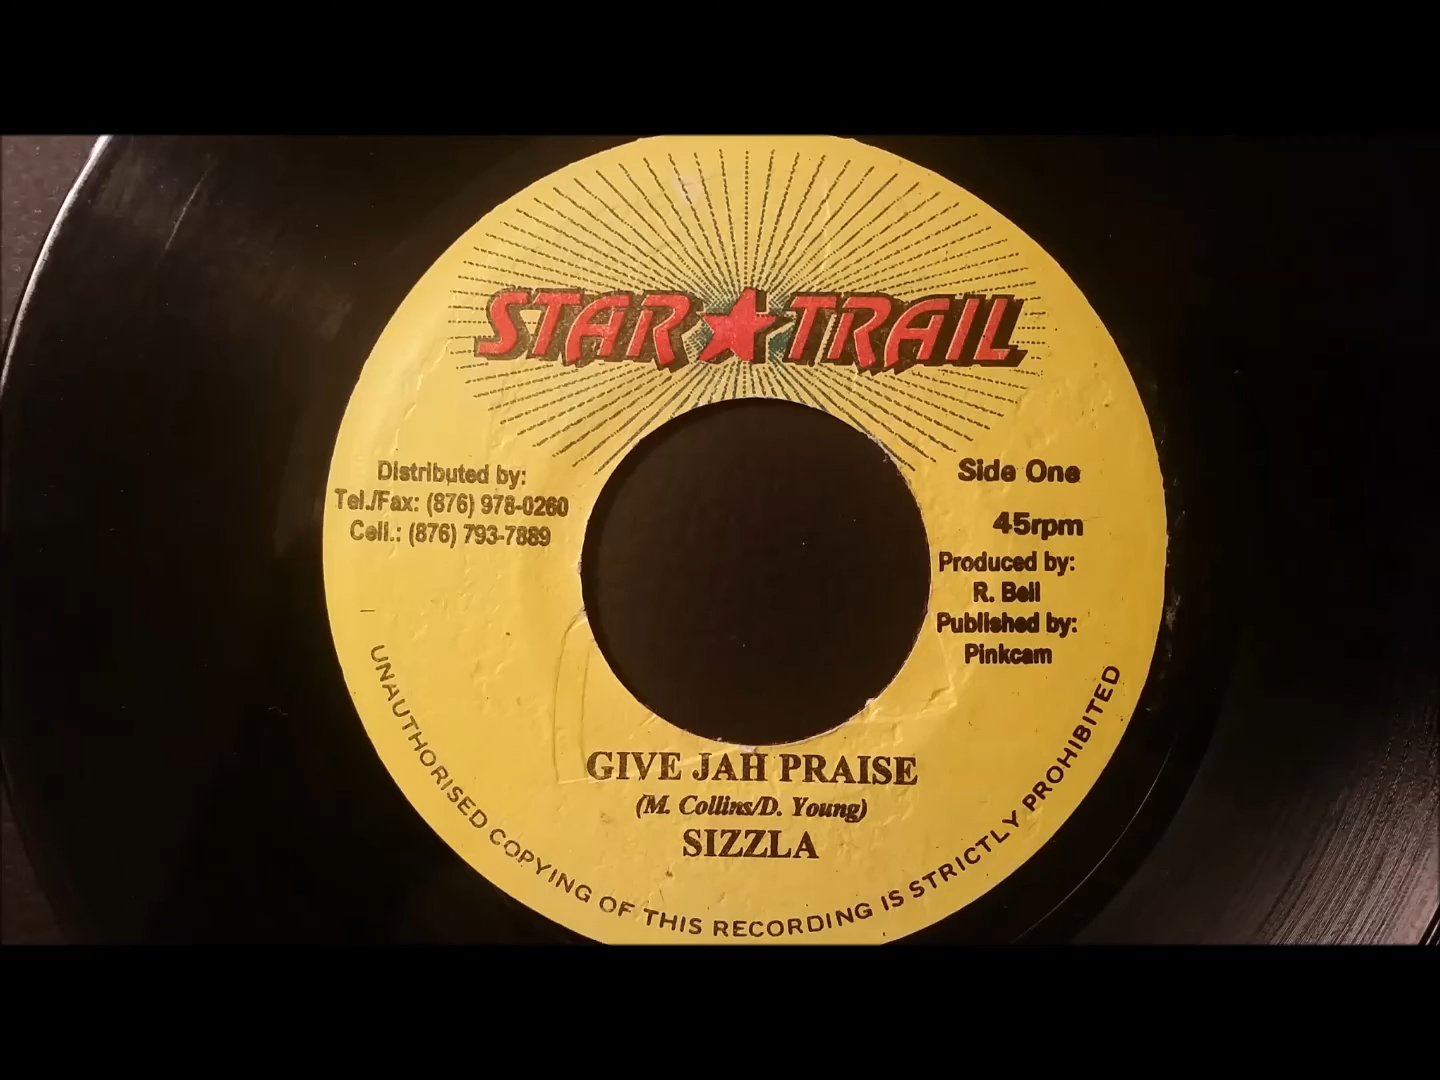 STAR TRAIL
Distributed by:
Tel./Fax: (876) 978-0260
Cell.: (876) 793-7889
Side One
45rpm
Produced by:
R. Bell
Published by:
Pinkcam
GIVE JAH PRAISE
(M. Collins/D. Young)
SIZZLA
UNAUTHORISED COPYING OF THIS RECORDING IS STRICTLY PROHIBITED